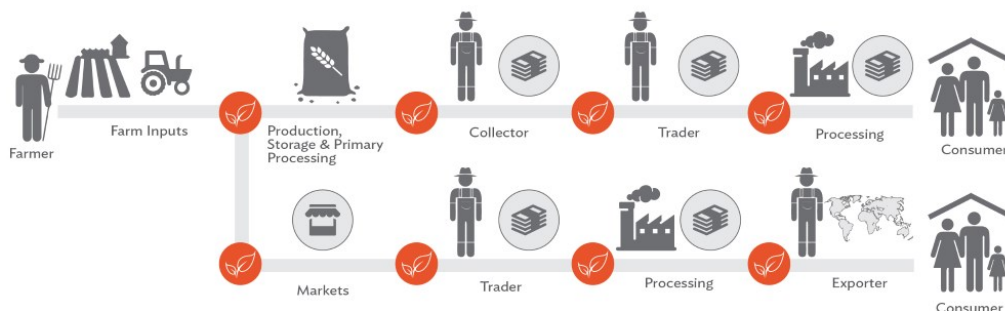 Farmer
Farm Inputs
Production,
Storage & Primary
Processing
Collector
Trader
Processing
Consumer
Markets
Trader
Processing
Exporter
Consumer